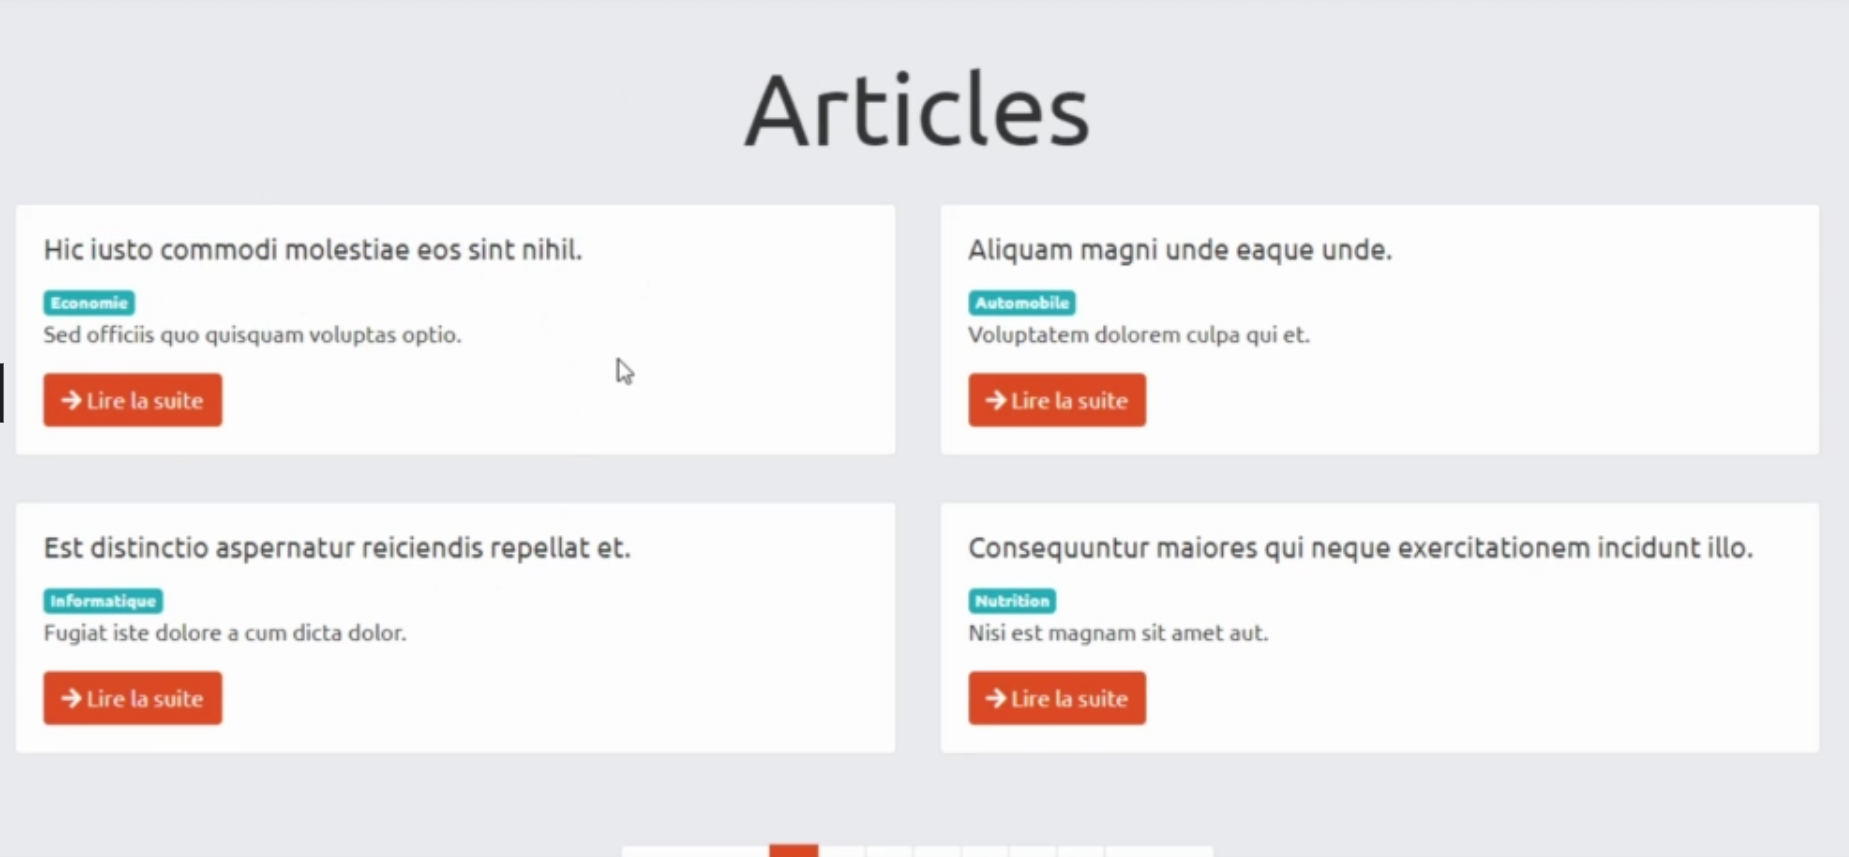 Articles
Hic iusto commodi molestiae eos sint nihil.
Economie
Sed officiis quo quisquam voluptas optio.
Lire la suite
Aliquam magni unde eaque unde.
Automobile
Voluptatem dolorem culpa qui et.
Lire la suite
Est distinctio aspernatur reiciendis repellat et.
Informatique
Fugiat iste dolore a cum dicta dolor.
Lire la suite
Consequuntur maiores qui neque exercitationem incidunt illo.
Nutrition
Nisi est magnam sit amet aut.
Lire la suite